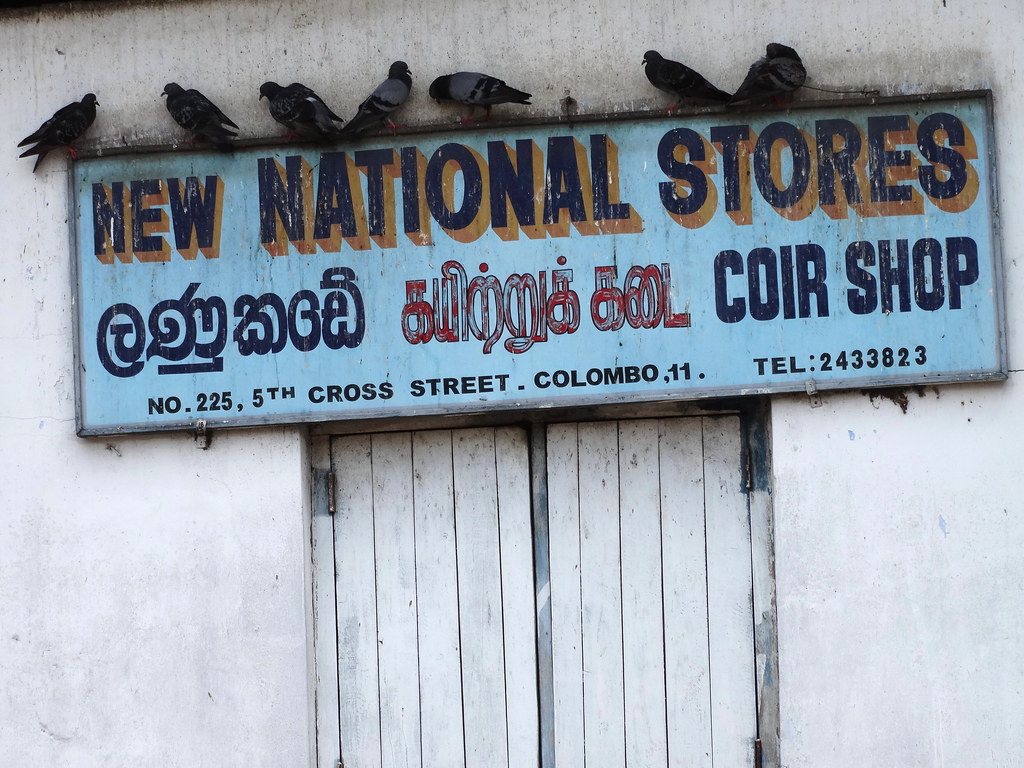 NEW NATIONAL STORES
ලණුකඩේ கயிற்றுக் கடை COIR SHOP
NO. 225, 5TH CROSS STREET. COLOMBO,11. TEL:2433823